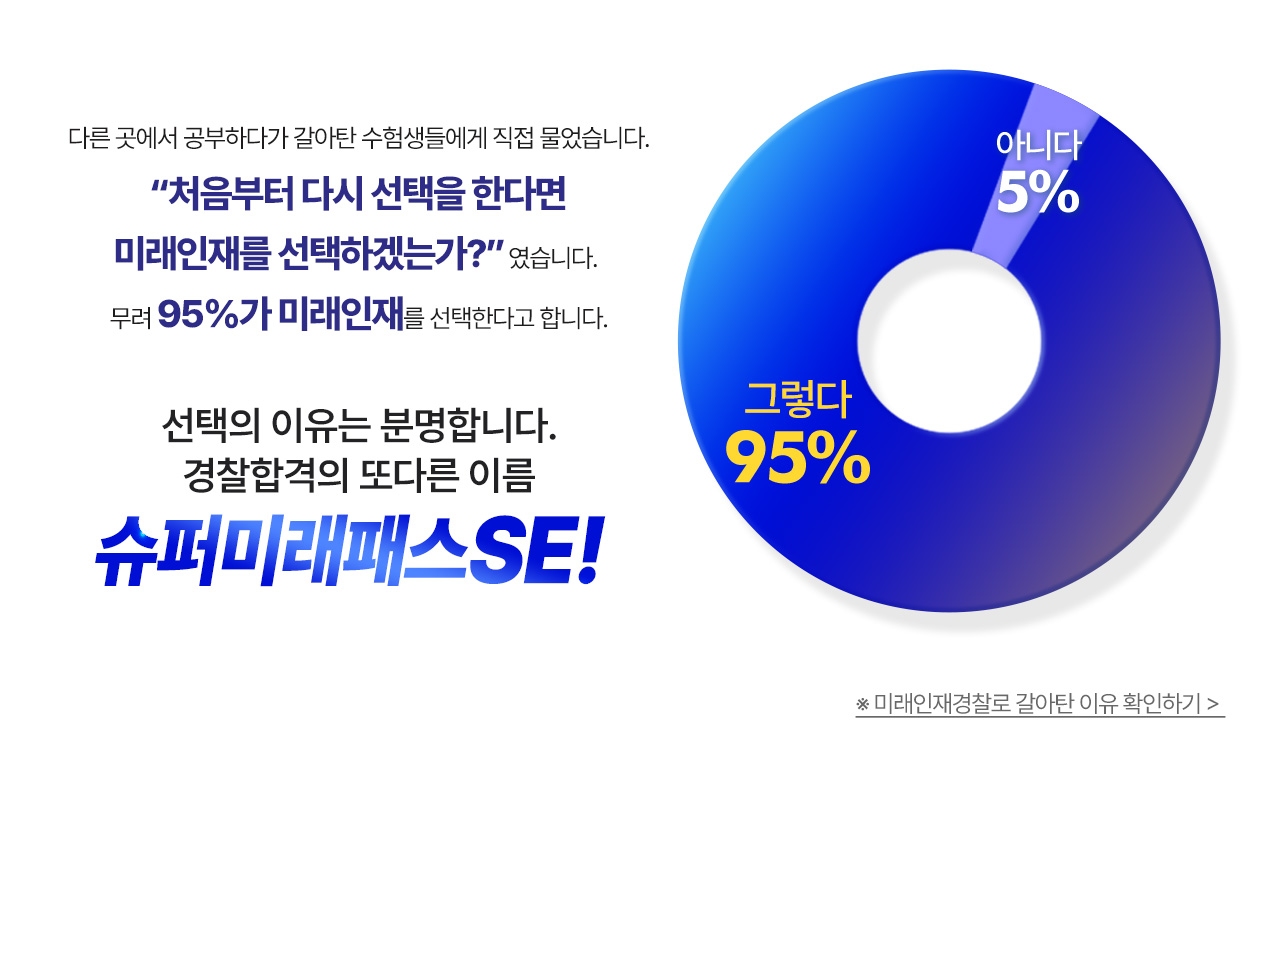 다른 곳에서 공부하다가 갈아탄 수험생들에게 직접 물었습니다.
“처음부터 다시 선택을 한다면
미래인재를 선택하겠는가?” 였습니다.
무려 95%가 미래인재를 선택한다고 합니다.
선택의 이유는 분명합니다.
경찰합격의 또다른 이름
슈퍼미래패스SE!
아니다
5%
그렇다
95%
※ 미래인재경찰로 갈아탄 이유 확인하기 >